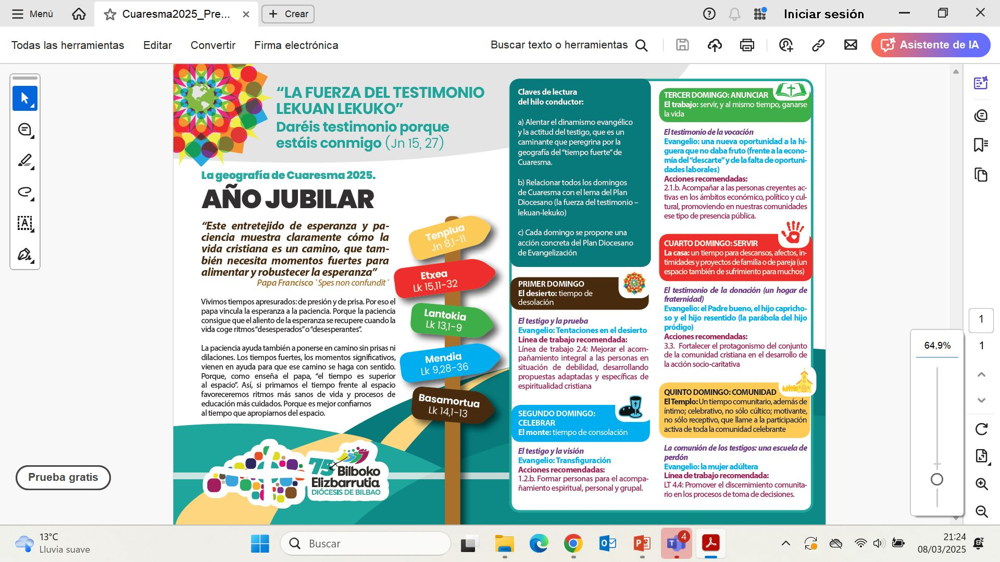 Menú
Cuaresma2025_Pre...
Crear
Iniciar sesión
Todas las herramientas
Editar
Convertir
Firma electrónica
Buscar texto o herramientas
Asistente de IA
“LA FUERZA DEL TESTIMONIO
LEKUAN LEKUKO”
Daréis testimonio porque
estáis conmigo (Jn 15, 27)
La geografía de Cuaresma 2025.
AÑO JUBILAR
“Este entretejido de esperanza y pa-
ciencia muestra claramente cómo la
vida cristiana es un camino, que tam-
bién necesita momentos fuertes para
alimentar y robustecer la esperanza”
Papa Francisco `Spes non confundit´
Vivimos tiempos apresurados: de presión y de prisa. Por eso el
papa vincula la esperanza a la paciencia. Porque la paciencia
consigue que el aliento de la esperanza se recupere cuando la
vida coge ritmos “desesperados” o “desesperantes”.
La paciencia ayuda también a ponerse en camino sin prisas ni
dilaciones. Los tiempos fuertes, los momentos significativos,
vienen en ayuda para que ese camino se haga con sentido.
Porque, como enseña el papa, “el tiempo es superior
al espacio”. Así, si primamos el tiempo frente al espacio
favoreceremos ritmos más sanos de vida y procesos de
educación más cuidados. Porque es mejor confiarnos
al tiempo que apropiarnos del espacio.
Tenplua
Jn 8,1-11
Etxea
Lk 15,11-32
Lantokia
Lk 13,1-9
Mendia
Lk 9,28-36
Basamortua
Lk 14,1-13
75
Bilboko
Elizbarrutia
DIÓCESIS DE BILBAO
Claves de lectura
del hilo conductor:
a) Alentar el dinamismo evangélico
y la actitud del testigo, que es un
caminante que peregrina por la
geografía del “tiempo fuerte” de
Cuaresma.
b) Relacionar todos los domingos
de Cuaresma con el lema del Plan
Diocesano (la fuerza del testimonio –
lekuan-lekuko)
c) Cada domingo se propone una
acción concreta del Plan Diocesano
de Evangelización
PRIMER DOMINGO
El desierto: tiempo de
desolación
El testigo y la prueba
Evangelio: Tentaciones en el desierto
Línea de trabajo recomendada:
Línea de trabajo 2.4: Mejorar el acom-
pañamiento integral a las personas en
situación de debilidad, desarrollando
propuestas adaptadas y específicas de
espiritualidad cristiana
SEGUNDO DOMINGO:
CELEBRAR
El monte: tiempo de consolación
El testigo y la visión
Evangelio: Transfiguración
Acciones recomendadas:
1.2.b. Formar personas para el acompa-
ñamiento espiritual, personal y grupal.
TERCER DOMINGO: ANUNCIAR
El trabajo: servir, y al mismo tiempo, ganarse
la vida
El testimonio de la vocación
Evangelio: una nueva oportunidad a la hi-
guera que no daba fruto (frente a la econo-
mía del “descarte” y de la falta de oportuni-
dades laborales)
Acciones recomendadas:
2.1.b. Acompañar a las personas creyentes ac-
tivas en los ámbitos económico, político y cul-
tural, promoviendo en nuestras comunidades
ese tipo de presencia pública.
CUARTO DOMINGO: SERVIR
La casa: un tiempo para descansos, afectos, in-
timidades y proyectos de familia o de pareja (un
espacio también de sufrimiento para muchos)
El testimonio de la donación (un hogar de
fraternidad)
Evangelio: el Padre bueno, el hijo capricho-
so y el hijo resentido (la parábola del hijo
pródigo)
Acciones recomendadas:
3.3. Fortalecer el protagonismo del conjunto
de la comunidad cristiana en el desarrollo de
la acción socio-caritativa
QUINTO DOMINGO: COMUNIDAD
El Templo: Un tiempo comunitario, además de
íntimo; celebrativo, no sólo cúltico; motivante,
no sólo receptivo, que llame a la participación
activa de toda la comunidad celebrante
La comunión de los testigos: una escuela de
perdón
Evangelio: la mujer adúltera
Línea de trabajo recomendada:
LT 4.4: Promover el discernimiento comunita-
rio en los procesos de toma de decisiones.
1
64,9%
1
Prueba gratis
13°C
Lluvia suave
Buscar
4
21:24
08/03/2025